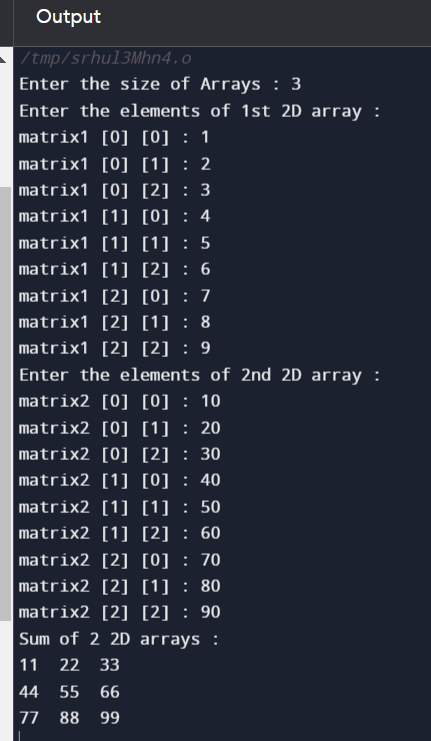 Output
/tmp/srhul3Mhn4.o
Enter the size of Arrays : 3
Enter the elements of 1st 2D array :
matrix1 [0] [0] : 1
matrix1 [0] [1] : 2
matrix1 [0] [2] : 3
matrix1 [1] [0] : 4
matrix1 [1] [1] : 5
matrix1 [1] [2] : 6
matrix1 [2] [0] : 7
matrix1 [2] [1] : 8
matrix1 [2] [2] : 9
Enter the elements of 2nd 2D array :
matrix2 [0] [0] : 10
matrix2 [0] [1] : 20
matrix2 [0] [2] : 30
matrix2 [1] [0] : 40
matrix2 [1] [1] : 50
matrix2 [1] [2] : 60
matrix2 [2] [0] : 70
matrix2 [2] [1] : 80
matrix2 [2] [2] : 90
Sum of 2 2D arrays :
11  22  33
44  55  66
77  88  99